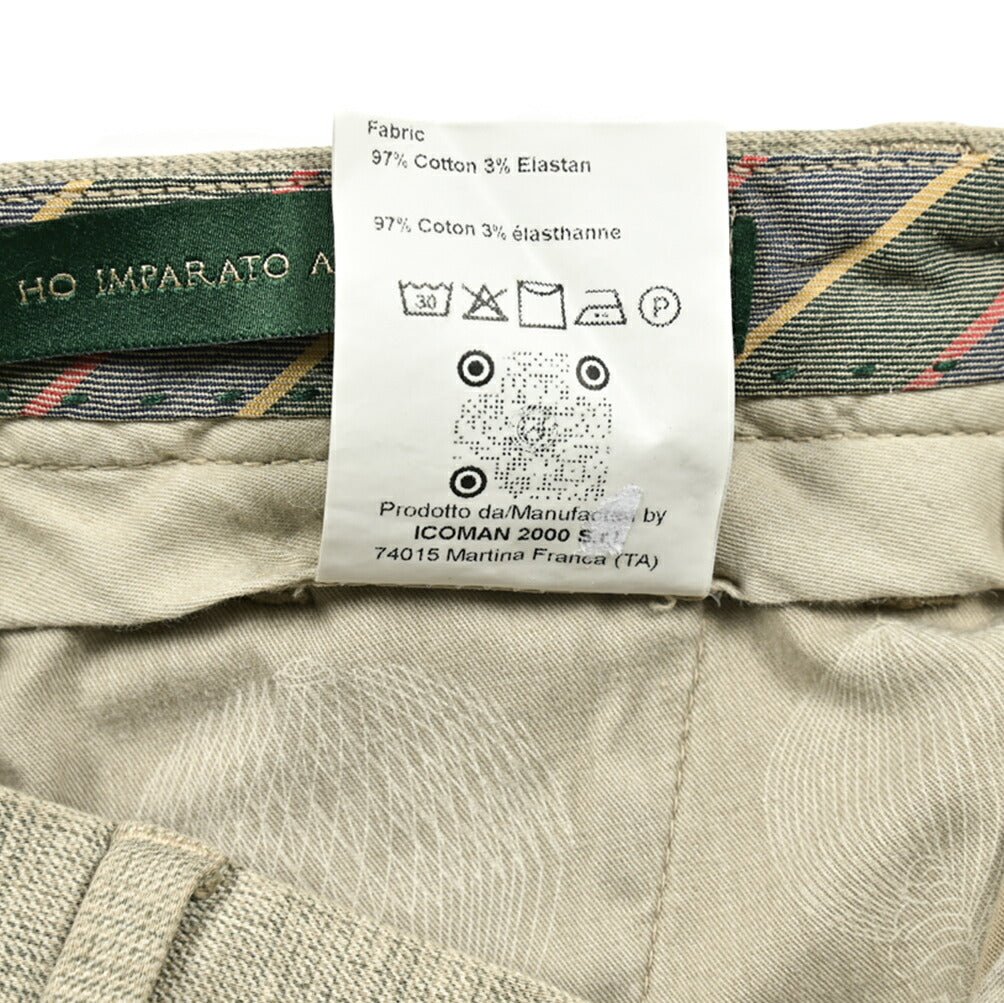 Fabric
97% Cotton 3% Elastan
97% Coton 3% élasthanne
HO IMPARATO A
30
P
Prodotto da/Manufactured by
ICOMAN 2000 S.r.l.
74015 Martina Franca (TA)